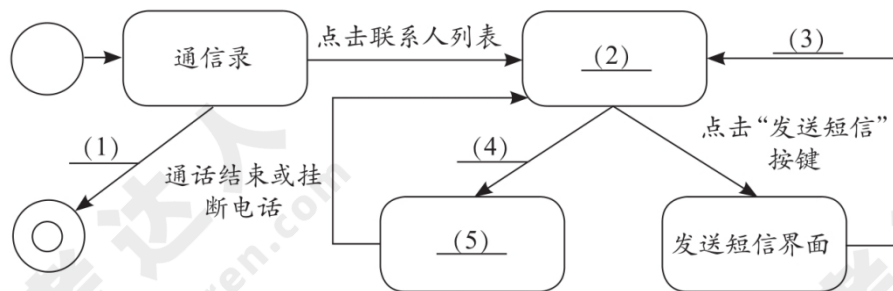 通信录
点击联系人列表
(2)
(3)
(1)
通话结束或挂
断电话
(4)
点击“发送短信”
按键
(5)
发送短信界面